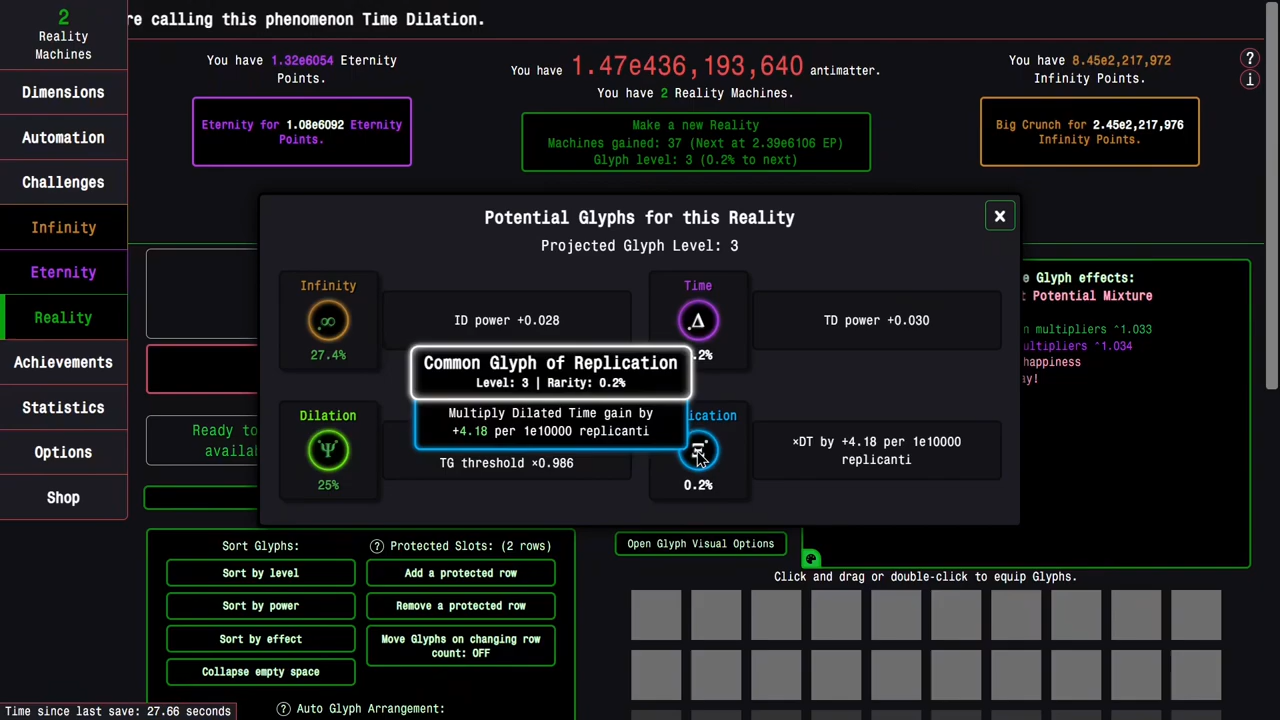 2
Reality
Machines
re calling this phenomenon Time Dilation.
You have 1.32e6054 Eternity
Points.
You have 1.47e436,193,640 antimatter.
You have 2 Reality Machines.
You have 8.45e2,217,972
Infinity Points.
?
i
Eternity for 1.08e6092 Eternity
Points.
Make a new Reality
Machines gained: 37 (Next at 2.39e6106 EP)
Glyph level: 3 (0.2% to next)
Big Crunch for 2.45e2,217,976
Infinity Points.
Dimensions
Automation
Challenges
Infinity
Eternity
Reality
Achievements
Statistics
Options
Shop
Potential Glyphs for this Reality
×
Projected Glyph Level: 3
Infinity
∞
27.4%
ID power +0.028
Time
Δ
.2%
TD power +0.030
Common Glyph of Replication
Level: 3 | Rarity: 0.2%
Multiply Dilated Time gain by
+4.18 per 1e10000 replicanti
Dilation
Ψ
25%
TG threshold ×0.986
ication
Ξ
0.2%
×DT by +4.18 per 1e10000
replicanti
e Glyph effects:
t Potential Mixture
n multipliers ^1.033
ultipliers ^1.034
happiness
ay!
Ready to
availa
Open Glyph Visual Options
Click and drag or double-click to equip Glyphs.
Sort Glyphs:
Sort by level
Sort by power
Sort by effect
Collapse empty space
? Protected Slots: (2 rows)
Add a protected row
Remove a protected row
Move Glyphs on changing row
count: OFF
? Auto Glyph Arrangement:
Time since last save: 27.66 seconds